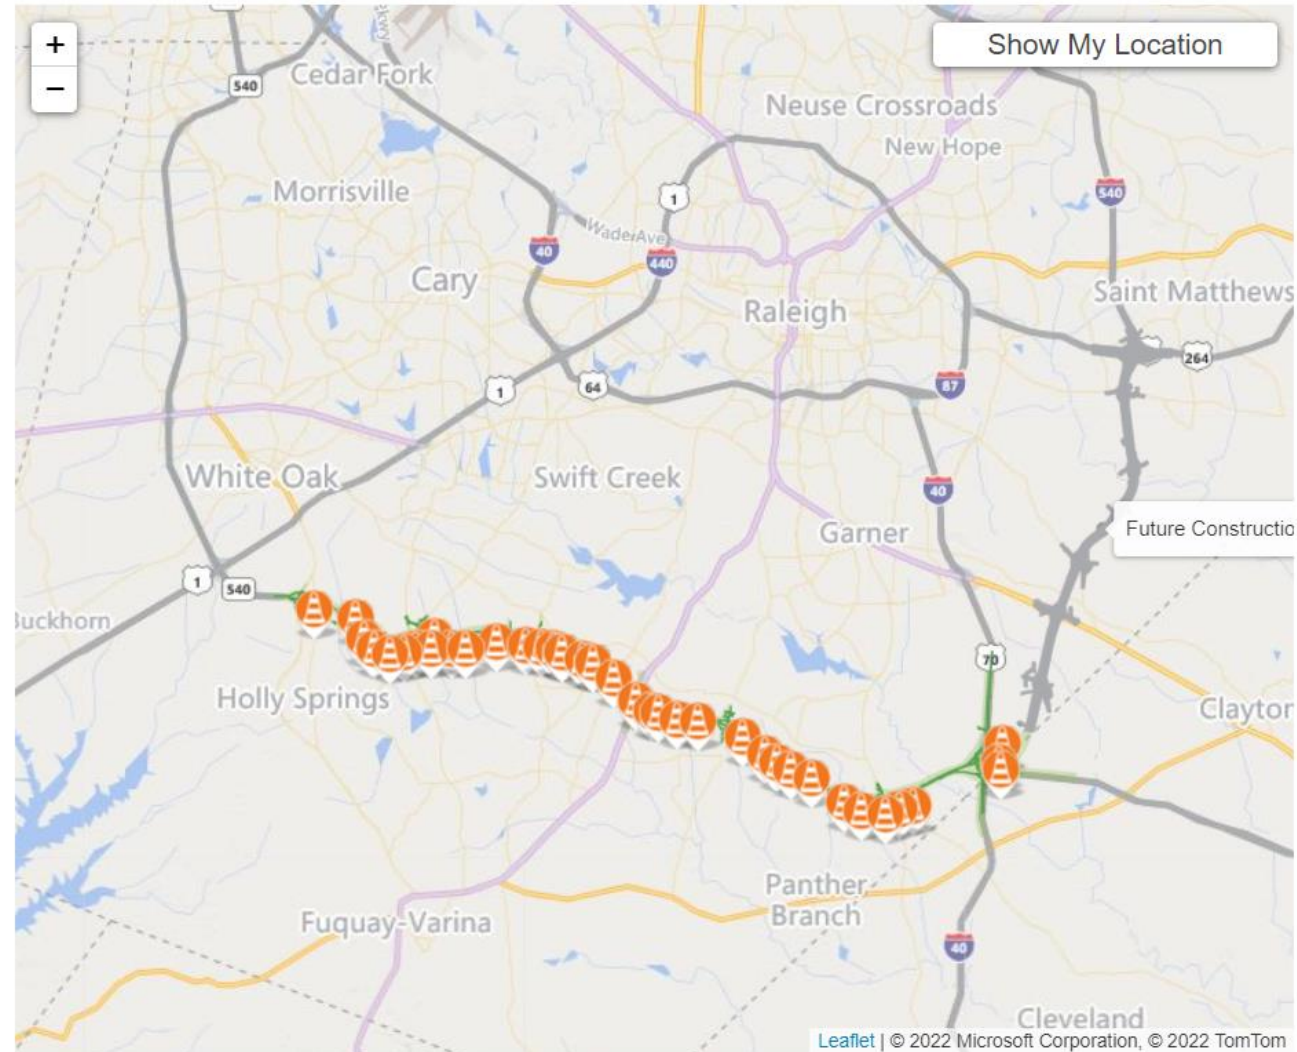 +
Show My Location
−
540
Cedar Fork
Neuse Crossroads
New Hope
Morrisville
1
540
Wade Ave
40
440
Cary
Saint Matthews
Raleigh
264
1
64
87
White Oak
Swift Creek
40
Garner
Future Constructio
1
540
Buckhorn
70
Holly Springs
Clayton
Panther
Branch
Fuquay-Varina
40
Cleveland
Leaflet | © 2022 Microsoft Corporation, © 2022 TomTom